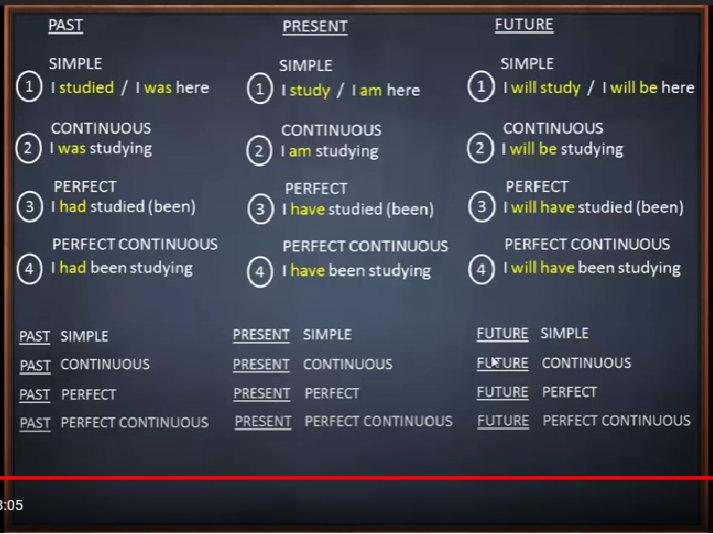 PAST
SIMPLE
1 I studied / I was here
CONTINUOUS
2 I was studying
PERFECT
3 I had studied (been)
PERFECT CONTINUOUS
4 I had been studying
PRESENT
SIMPLE
1 I study / I am here
CONTINUOUS
2 I am studying
PERFECT
3 I have studied (been)
PERFECT CONTINUOUS
4 I have been studying
FUTURE
SIMPLE
1 I will study / I will be here
CONTINUOUS
2 I will be studying
PERFECT
3 I will have studied (been)
PERFECT CONTINUOUS
4 I will have been studying
PAST SIMPLE
PAST CONTINUOUS
PAST PERFECT
PAST PERFECT CONTINUOUS
PRESENT SIMPLE
PRESENT CONTINUOUS
PRESENT PERFECT
PRESENT PERFECT CONTINUOUS
FUTURE SIMPLE
FUTURE CONTINUOUS
FUTURE PERFECT
FUTURE PERFECT CONTINUOUS
:05